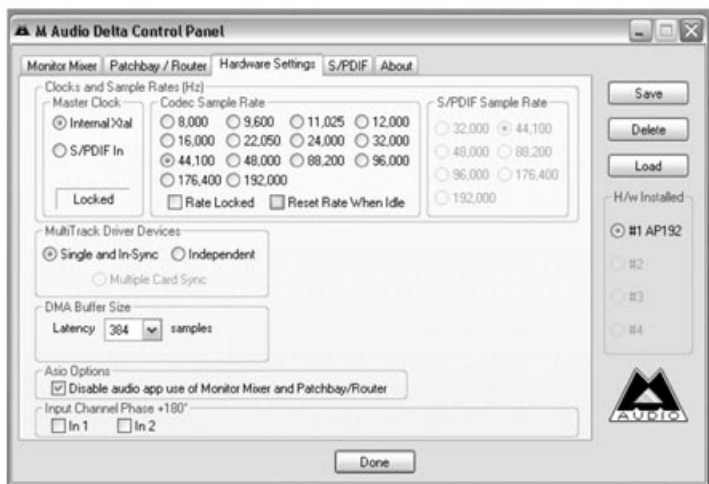 M Audio Delta Control Panel
Monitor Mixer Patchbay / Router Hardware Settings S/PDIF About
Clocks and Sample Rates (Hz)
Master Clock
Internal Xtal
S/PDIF In
Locked
Codec Sample Rate
8,000 9,600 11,025 12,000
16,000 22,050 24,000 32,000
44,100 48,000 88,200 96,000
176,400 192,000
Rate Locked Reset Rate When Idle
S/PDIF Sample Rate
32,000 44,100
48,000 88,200
96,000 176,400
192,000
MultiTrack Driver Devices
Single and In-Sync Independent
Multiple Card Sync
DMA Buffer Size
Latency 384 samples
Asio Options
Disable audio app use of Monitor Mixer and Patchbay/Router
Input Channel Phase +180°
In 1 In 2
Save
Delete
Load
H/w Installed
#1 AP192
#2
#3
#4
M
AUDIO
Done